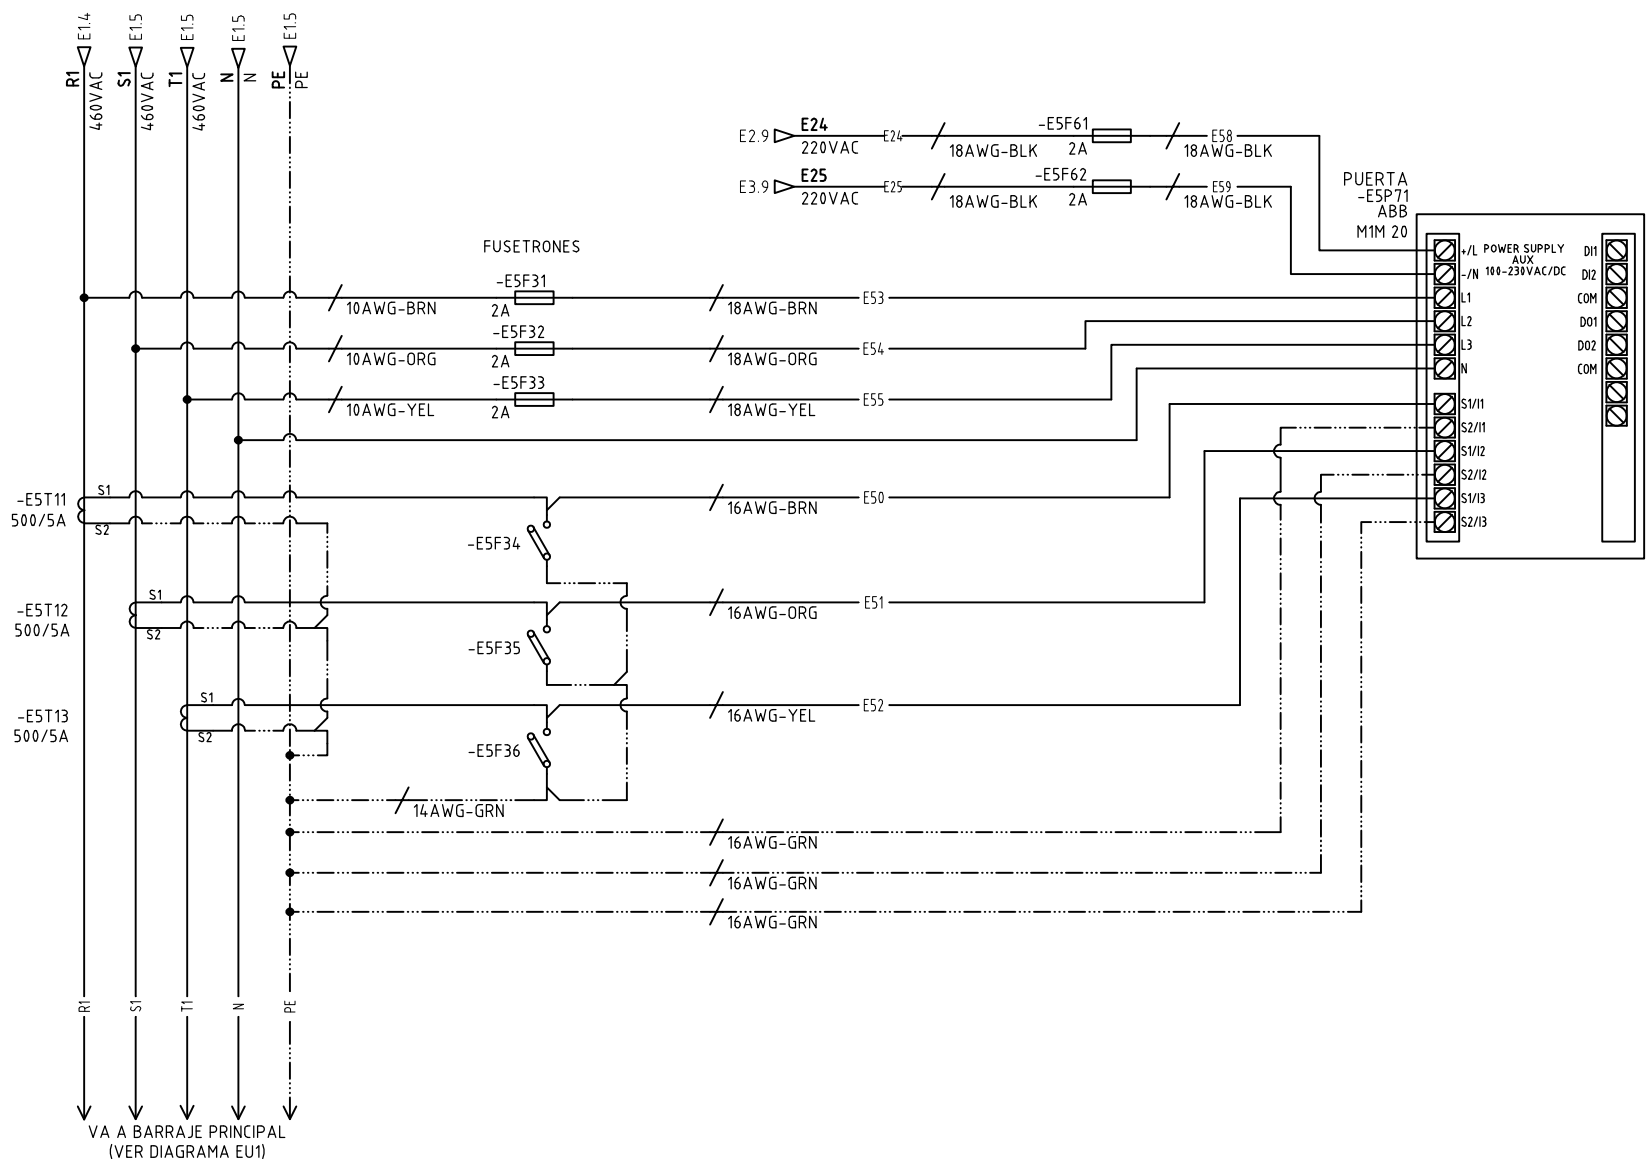 E1.4
E1.5
E1.5
E1.5
E1.5
R1
460VAC
S1
460VAC
T1
460VAC
N
N
PE
PE
E2.9
E24
220VAC
E24
18AWG-BLK
-E5F61
2A
E58
18AWG-BLK
E3.9
E25
220VAC
E25
18AWG-BLK
-E5F62
2A
E59
18AWG-BLK
PUERTA
-E5P71
ABB
M1M 20
+/L
POWER SUPPLY
AUX
100-230VAC/DC
-/N
L1
L2
L3
N
S1/I1
S2/I1
S1/I2
S2/I2
S1/I3
S2/I3
DI1
DI2
COM
DO1
DO2
COM
FUSETRONES
10AWG-BRN
-E5F31
2A
18AWG-BRN
E53
10AWG-ORG
-E5F32
2A
18AWG-ORG
E54
10AWG-YEL
-E5F33
2A
18AWG-YEL
E55
-E5T11
500/5A
S1
S2
-E5F34
16AWG-BRN
E50
-E5T12
500/5A
S1
S2
-E5F35
16AWG-ORG
E51
-E5T13
500/5A
S1
S2
-E5F36
16AWG-YEL
E52
14AWG-GRN
16AWG-GRN
16AWG-GRN
16AWG-GRN
R1
S1
T1
N
PE
VA A BARRAJE PRINCIPAL
(VER DIAGRAMA EU1)